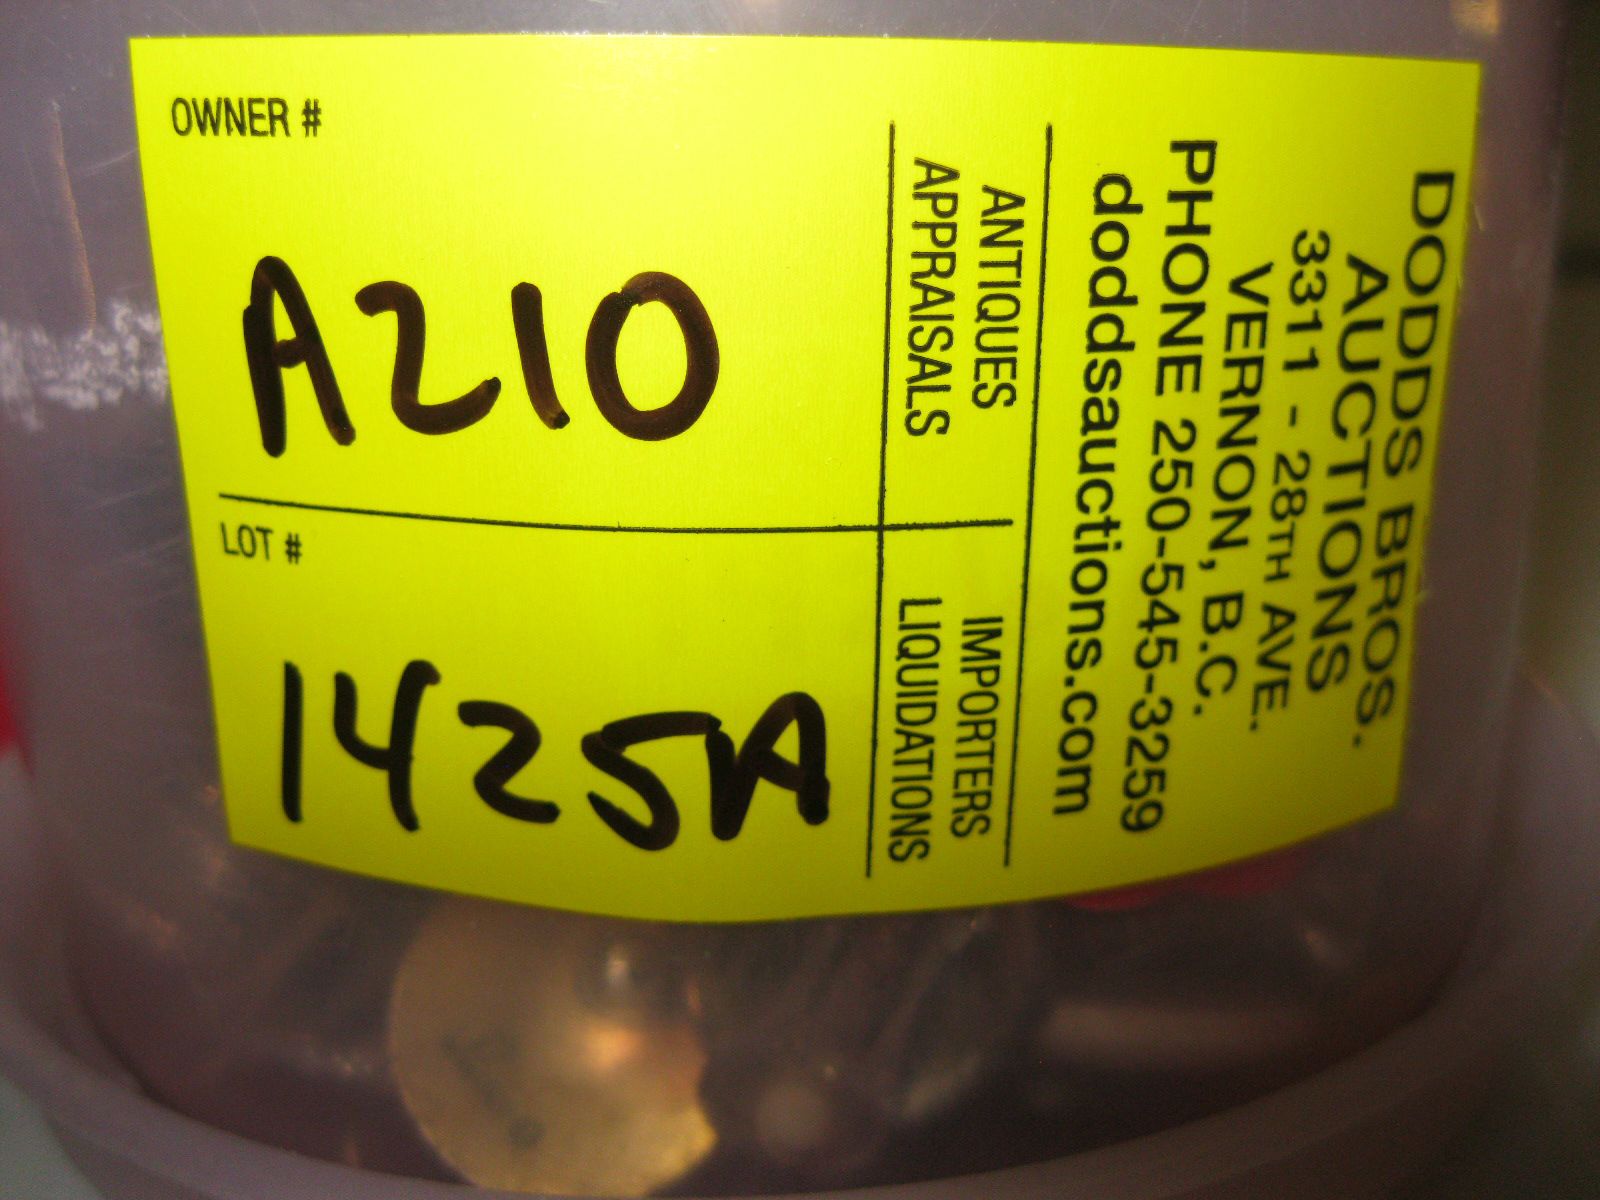 OWNER #
A210
LOT #
1425A
ANTIQUES
APPRAISALS
IMPORTERS
LIQUIDATIONS
DODDS BROS.
AUCTIONS
3311 - 28TH AVE.
VERNON, B.C.
PHONE 250-545-3259
doddsauctions.com